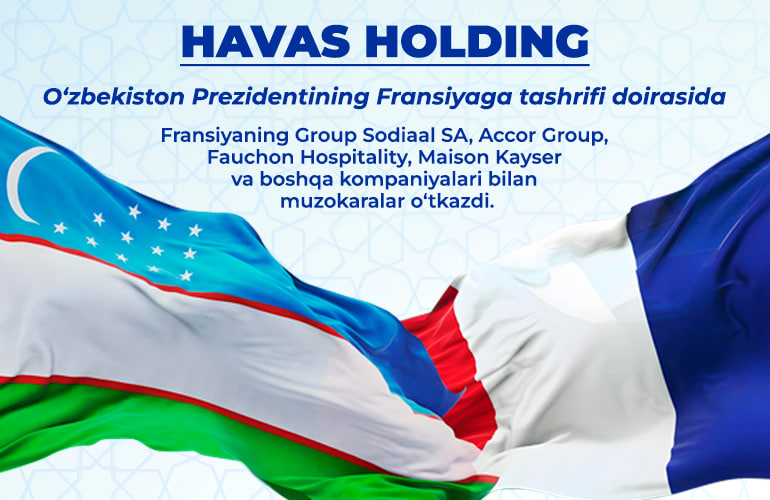 HAVAS HOLDING
O‘zbekiston Prezidentining Fransiyaga tashrifi doirasida
Fransiyaning Group Sodiaal SA, Accor Group,
Fauchon Hospitality, Maison Kayser
va boshqa kompaniyalari bilan
muzokaralar o‘tkazdi.